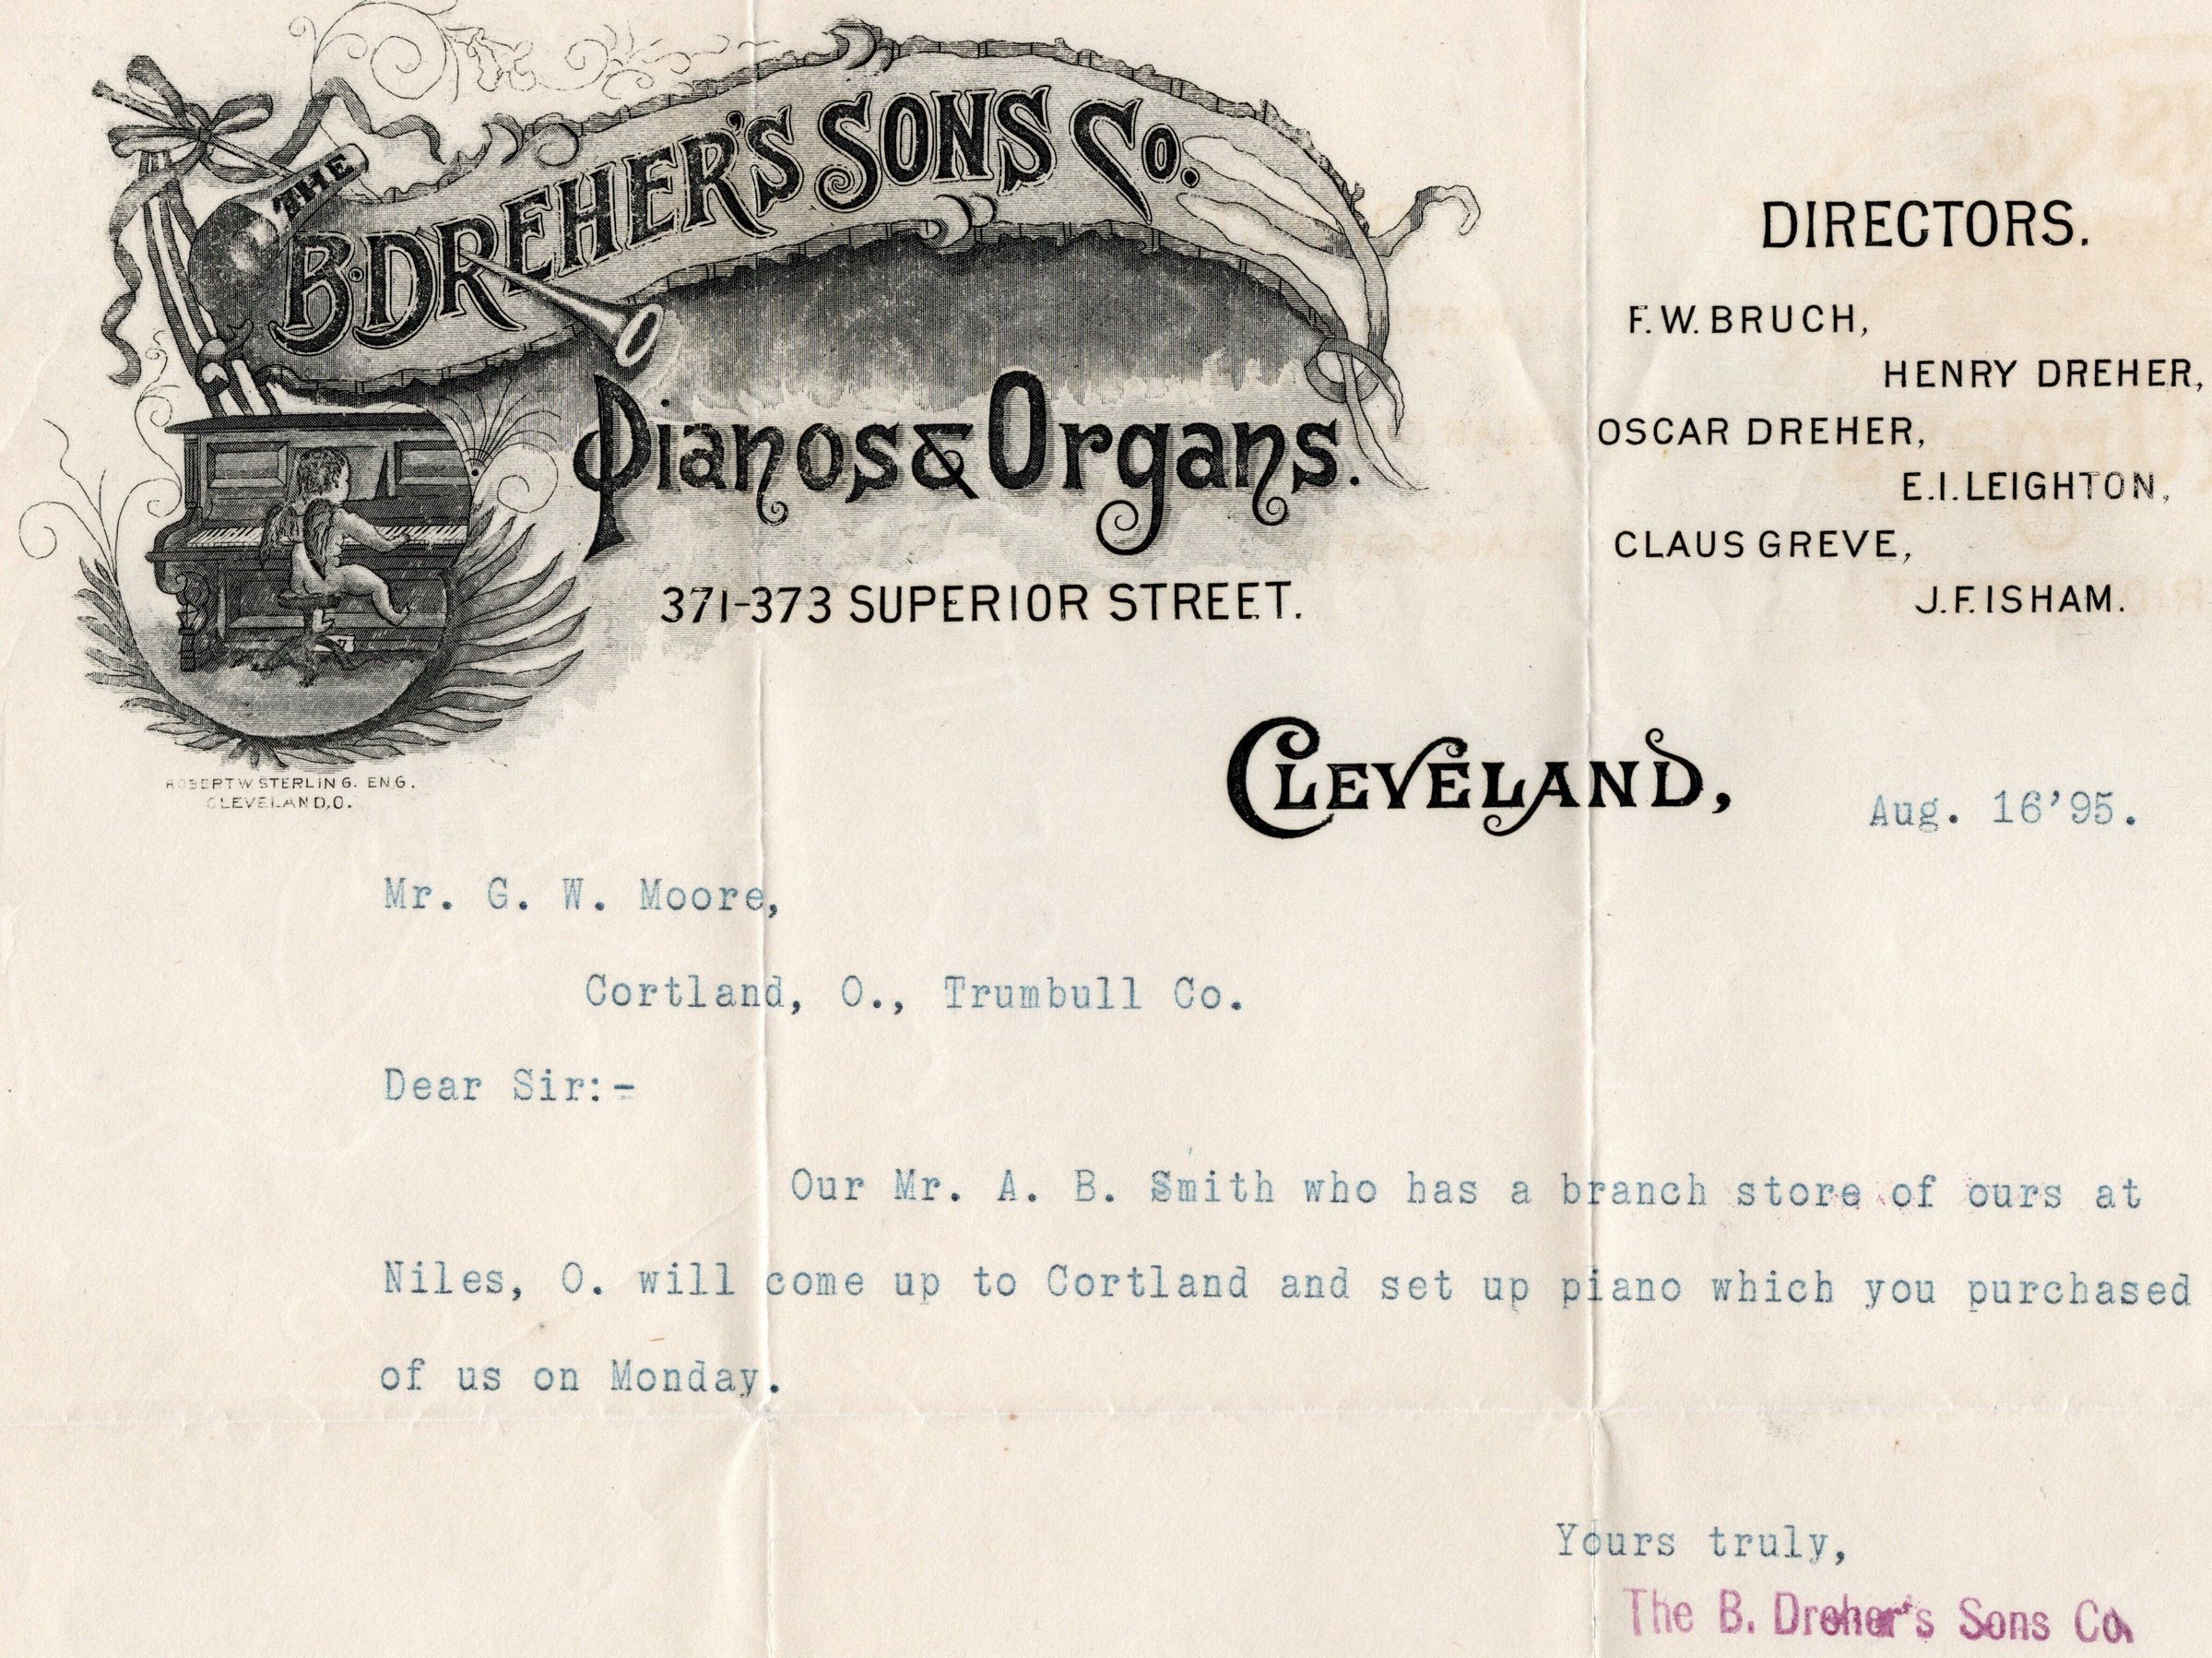 THE
B. DREHER'S SONS CO.
Pianos & Organs.
371-373 SUPERIOR STREET.
DIRECTORS.
F. W. BRUCH,
HENRY DREHER,
OSCAR DREHER,
E. I. LEIGHTON,
CLAUS GREVE,
J. F. ISHAM.
ROBERT W STERLING. ENG.
CLEVELAND, O.
CLEVELAND, Aug. 16'95.
Mr. G. W. Moore,
Cortland, O., Trumbull Co.
Dear Sir:-
Our Mr. A. B. Smith who has a branch store of ours at
Niles, O. will come up to Cortland and set up piano which you purchased
of us on Monday.
Yours truly,
The B. Dreher's Sons Co.